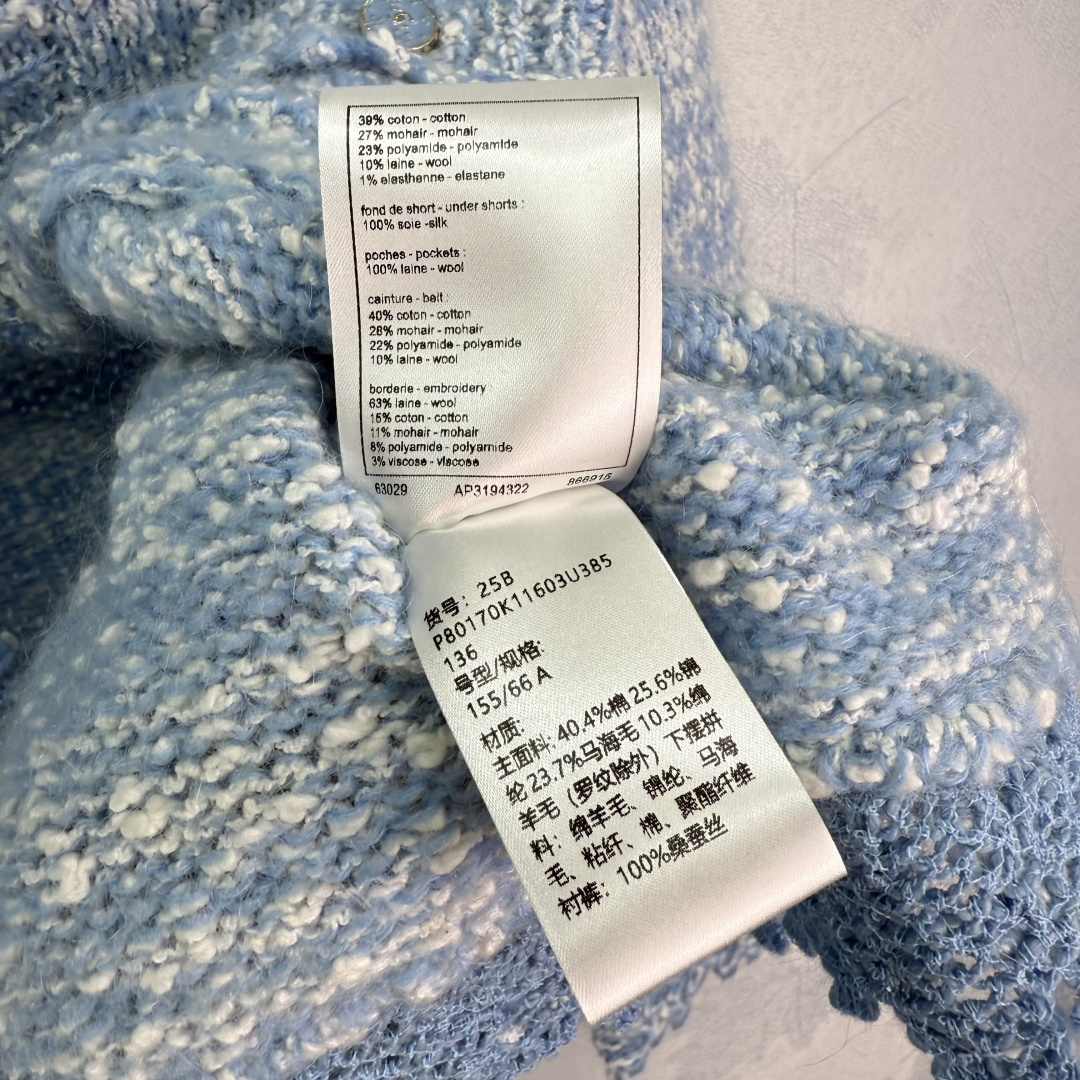 39% coton - cotton
27% mohair - mohair
23% polyamide - polyamide
10% laine - wool
1% elasthanne - elastane
fond de short - under shorts :
100% soie -silk
poches - pockets :
100% laine - wool
cainture - belt :
40% coton - cotton
28% mohair - mohair
22% polyamide - polyamide
10% laine - wool
borderie - embroidery
63% laine - wool
15% coton - cotton
11% mohair - mohair
8% polyamide - polyamide
3% viscose - viscose
63029 AP3194322 866915
货号: 25B
P80170K11603U385
136
号型/规格:
155/66 A
材质:
主面料: 40.4%棉 25.6%锦
纶 23.7%马海毛 10.3%绵
羊毛 (罗纹除外) 下摆拼
料: 绵羊毛、锦纶、马海
毛、粘纤、棉、聚酯纤维
衬裤: 100%桑蚕丝